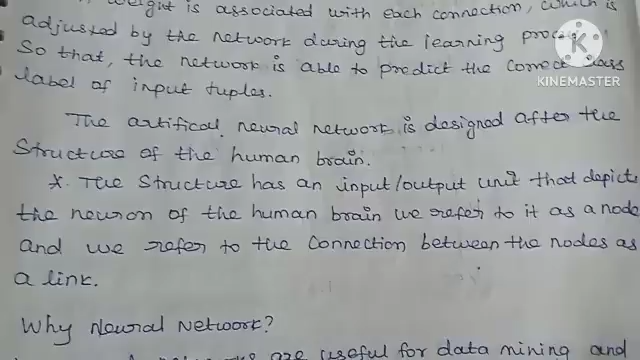 weight is associated with each connection, which is
adjusted by the network during the learning process
So that, the network is able to predict the correct class
label of input tuples.
The artifical neural network is designed after the
Structure of the human brain.
*. The structure has an input/output unit that depicts
the neuron of the human brain we refer to it as a node
and we refer to the connection between the nodes as
a link.
Why Neural Network?
are useful for data mining and
KINEMASTER